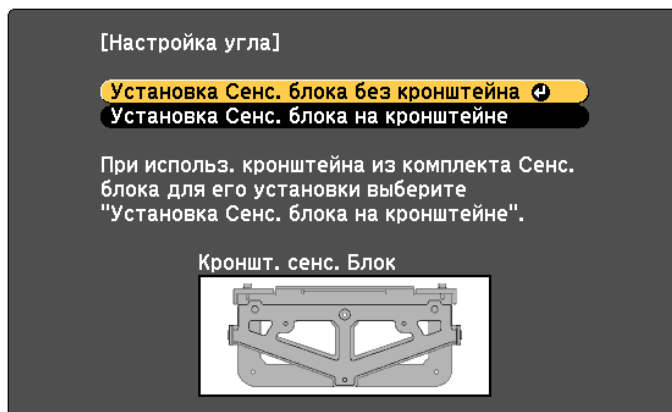 [Настройка угла]
Установка Сенс. блока без кронштейна
Установка Сенс. блока на кронштейне
При использ. кронштейна из комплекта Сенс.
блока для его установки выберите
"Установка Сенс. блока на кронштейне".
Кроншт. сенс. Блок